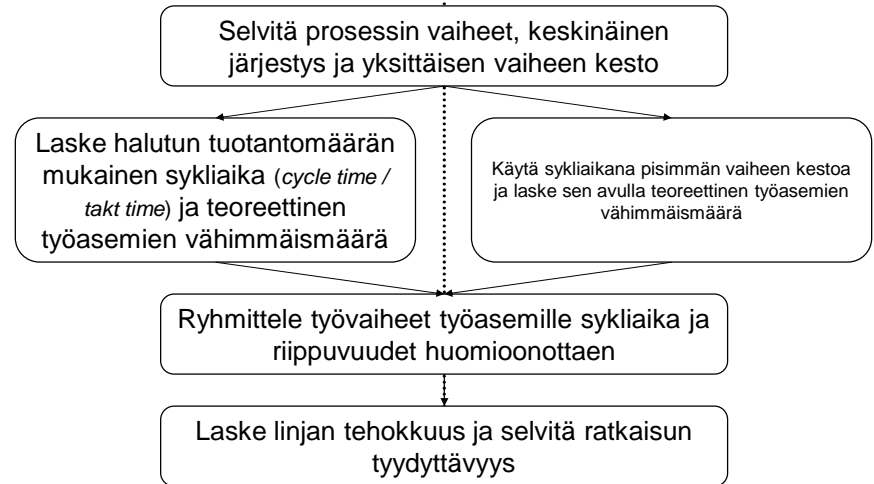 Selvitä prosessin vaiheet, keskinäinen
järjestys ja yksittäisen vaiheen kesto
Laske halutun tuotantomäärän
mukainen sykliaika (cycle time /
takt time) ja teoreettinen
työasemien vähimmäismäärä
Käytä sykliaikana pisimmän vaiheen kestoa
ja laske sen avulla teoreettinen työasemien
vähimmäismäärä
Ryhmittele työvaiheet työasemille sykliaika ja
riippuvuudet huomioonottaen
Laske linjan tehokkuus ja selvitä ratkaisun
tyydyttävyys